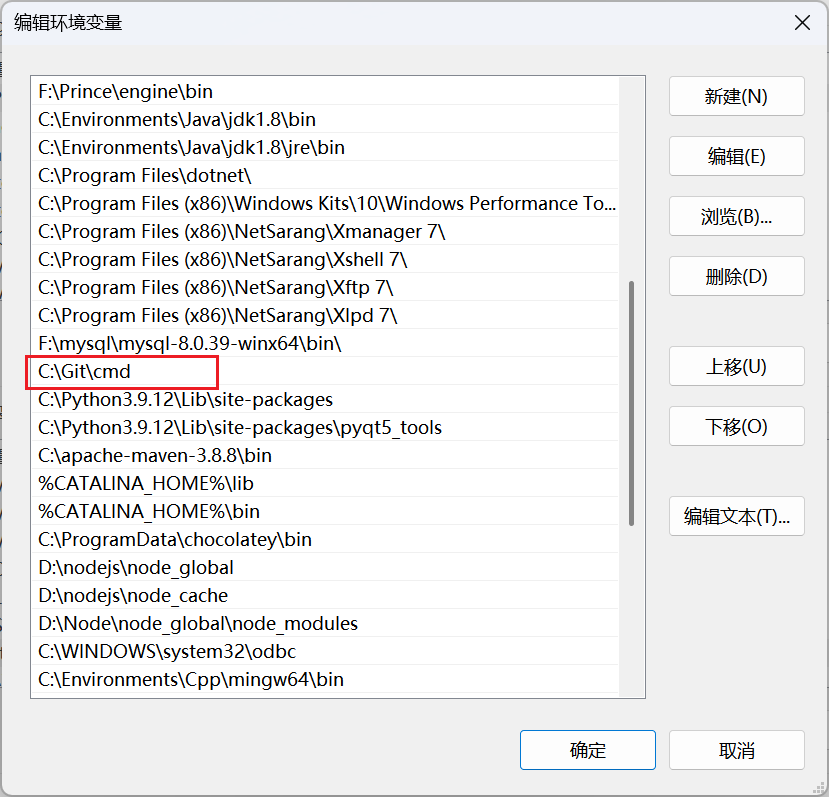 编辑环境变量
F:\Prince\engine\bin
C:\Environments\Java\jdk1.8\bin
C:\Environments\Java\jdk1.8\jre\bin
C:\Program Files\dotnet\
C:\Program Files (x86)\Windows Kits\10\Windows Performance To...
C:\Program Files (x86)\NetSarang\Xmanager 7\
C:\Program Files (x86)\NetSarang\Xshell 7\
C:\Program Files (x86)\NetSarang\Xftp 7\
C:\Program Files (x86)\NetSarang\Xlpd 7\
F:\mysql\mysql-8.0.39-winx64\bin\
C:\Git\cmd
C:\Python3.9.12\Lib\site-packages
C:\Python3.9.12\Lib\site-packages\pyqt5_tools
C:\apache-maven-3.8.8\bin
%CATALINA_HOME%\lib
%CATALINA_HOME%\bin
C:\ProgramData\chocolatey\bin
D:\nodejs\node_global
D:\nodejs\node_cache
D:\Node\node_global\node_modules
C:\WINDOWS\system32\odbc
C:\Environments\Cpp\mingw64\bin
新建(N)
编辑(E)
浏览(B)...
删除(D)
上移(U)
下移(O)
编辑文本(T)...
确定
取消